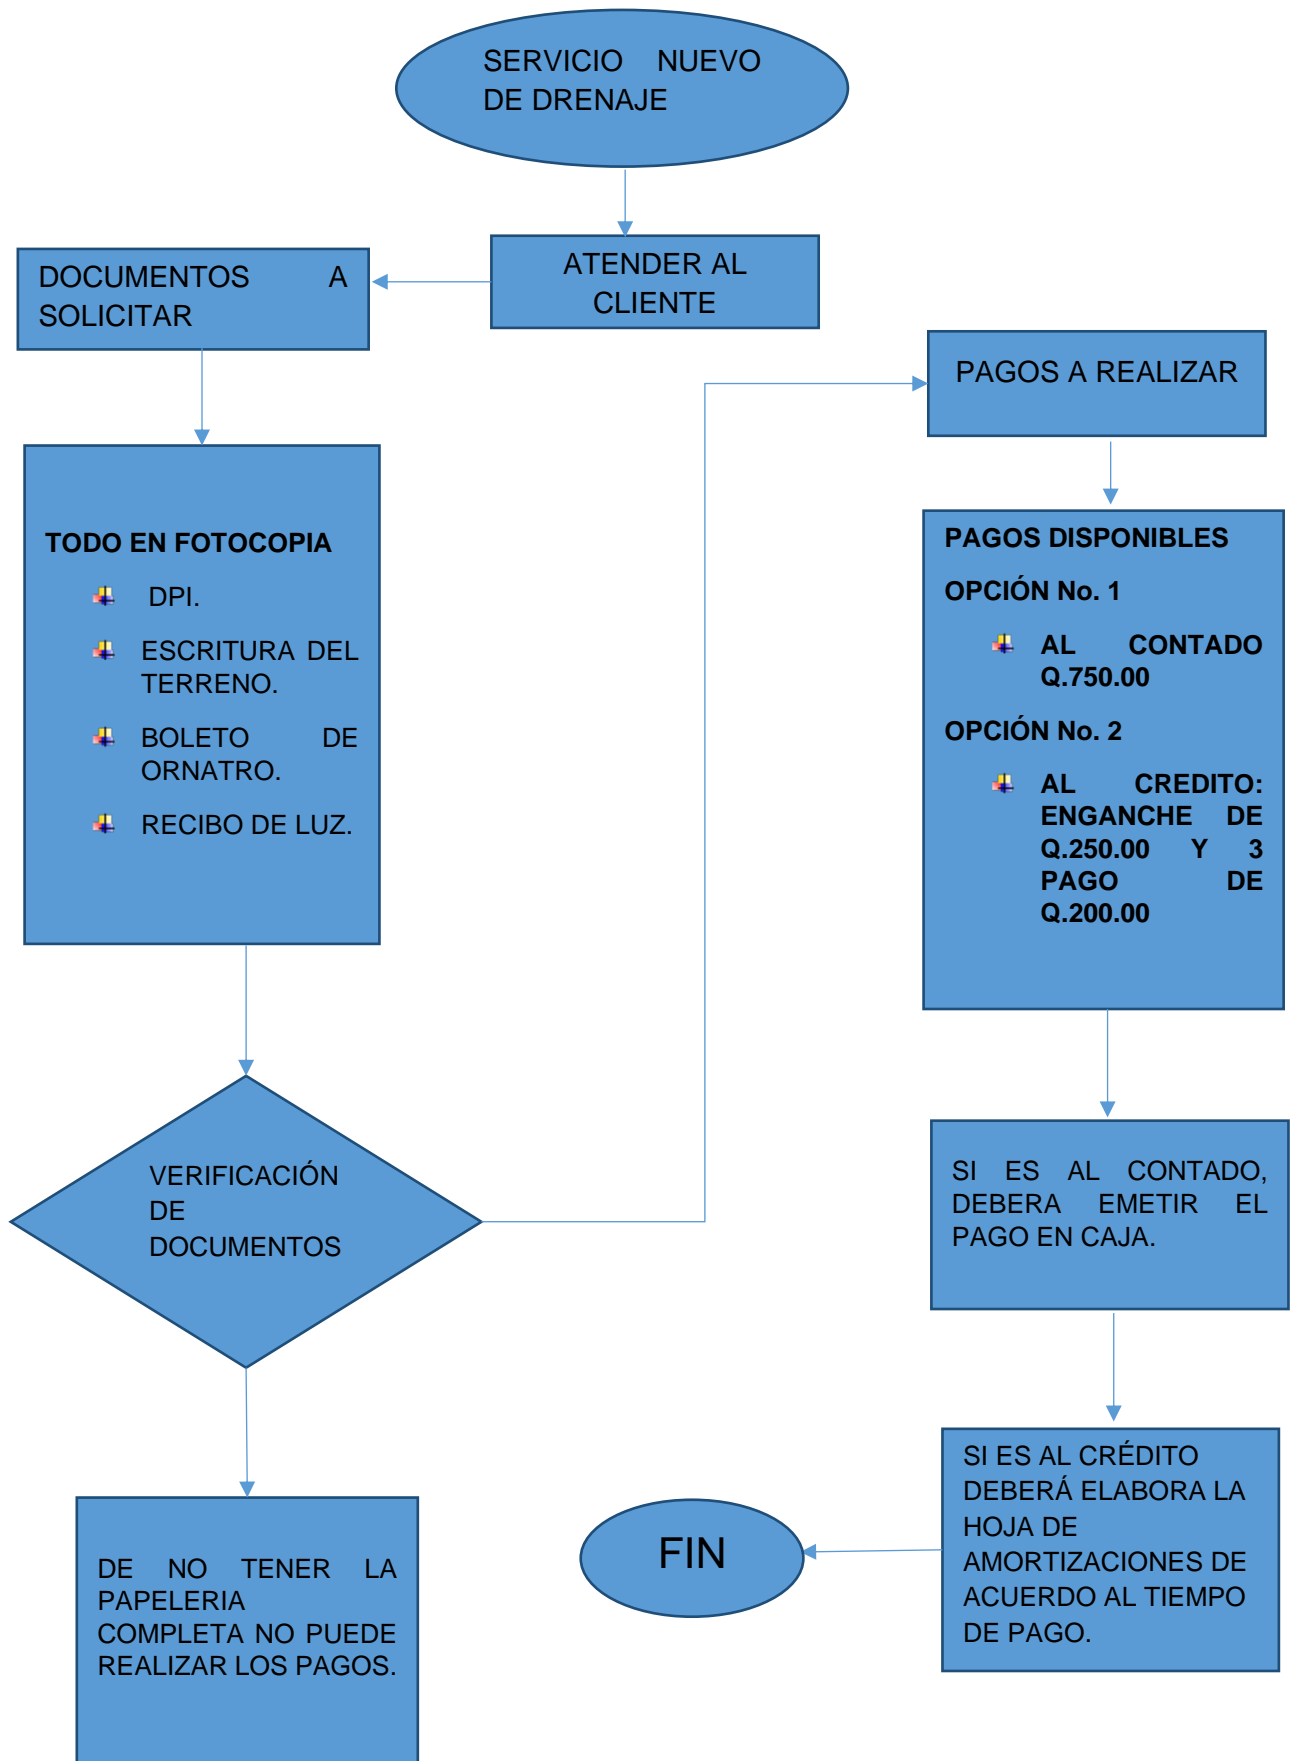 SERVICIO NUEVO
DE DRENAJE
ATENDER AL
CLIENTE
DOCUMENTOS A
SOLICITAR
TODO EN FOTOCOPIA
DPI.
ESCRITURA DEL
TERRENO.
BOLETO DE
ORNATRO.
RECIBO DE LUZ.
VERIFICACIÓN
DE
DOCUMENTOS
DE NO TENER LA
PAPELERIA
COMPLETA NO PUEDE
REALIZAR LOS PAGOS.
PAGOS A REALIZAR
PAGOS DISPONIBLES
OPCIÓN No. 1
AL CONTADO
Q.750.00
OPCIÓN No. 2
AL CREDITO:
ENGANCHE DE
Q.250.00 Y 3
PAGO DE
Q.200.00
SI ES AL CONTADO,
DEBERA EMETIR EL
PAGO EN CAJA.
SI ES AL CRÉDITO
DEBERÁ ELABORA LA
HOJA DE
AMORTIZACIONES DE
ACUERDO AL TIEMPO
DE PAGO.
FIN